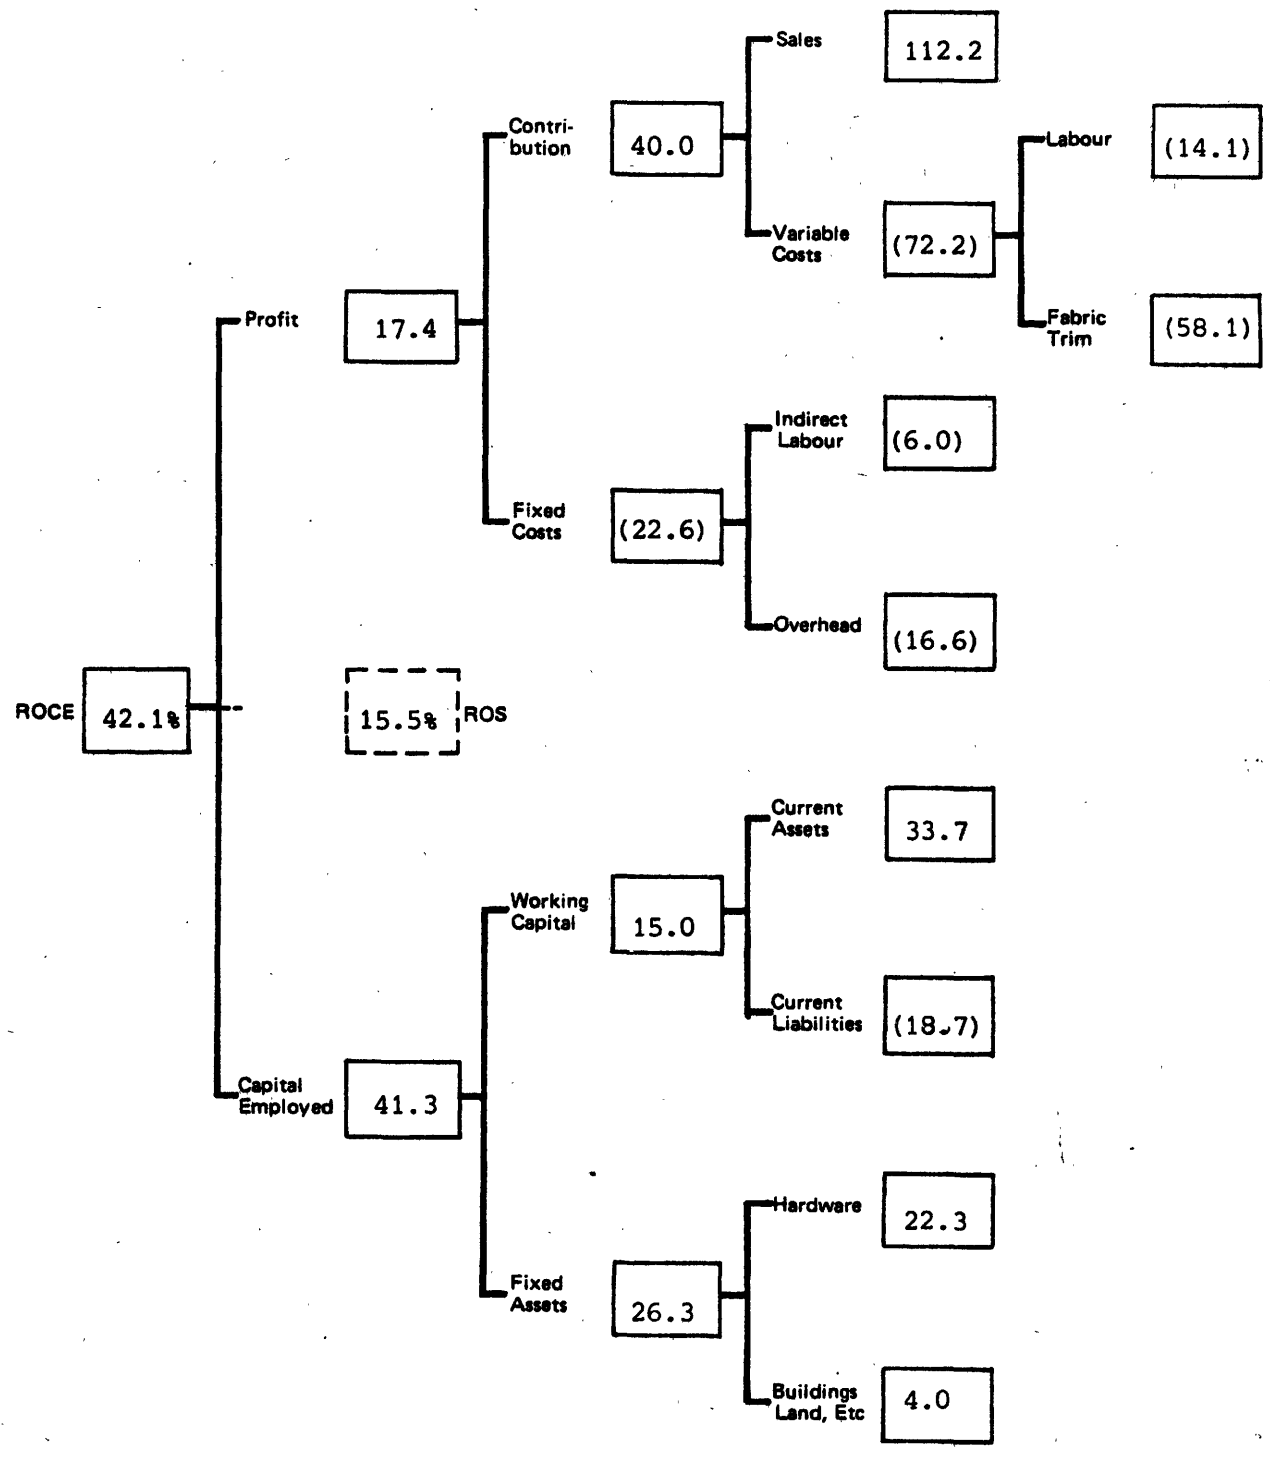 Sales
112.2
Contri-
bution
40.0
Labour
(14.1)
Variable
Costs
(72.2)
Profit
17.4
Fabric
Trim
(58.1)
Indirect
Labour
(6.0)
Fixed
Costs
(22.6)
Overhead
(16.6)
ROCE
42.1%
15.5%
ROS
Current
Assets
33.7
Working
Capital
15.0
Current
Liabilities
(18.7)
Capital
Employed
41.3
Hardware
22.3
Fixed
Assets
26.3
Buildings
Land, Etc
4.0